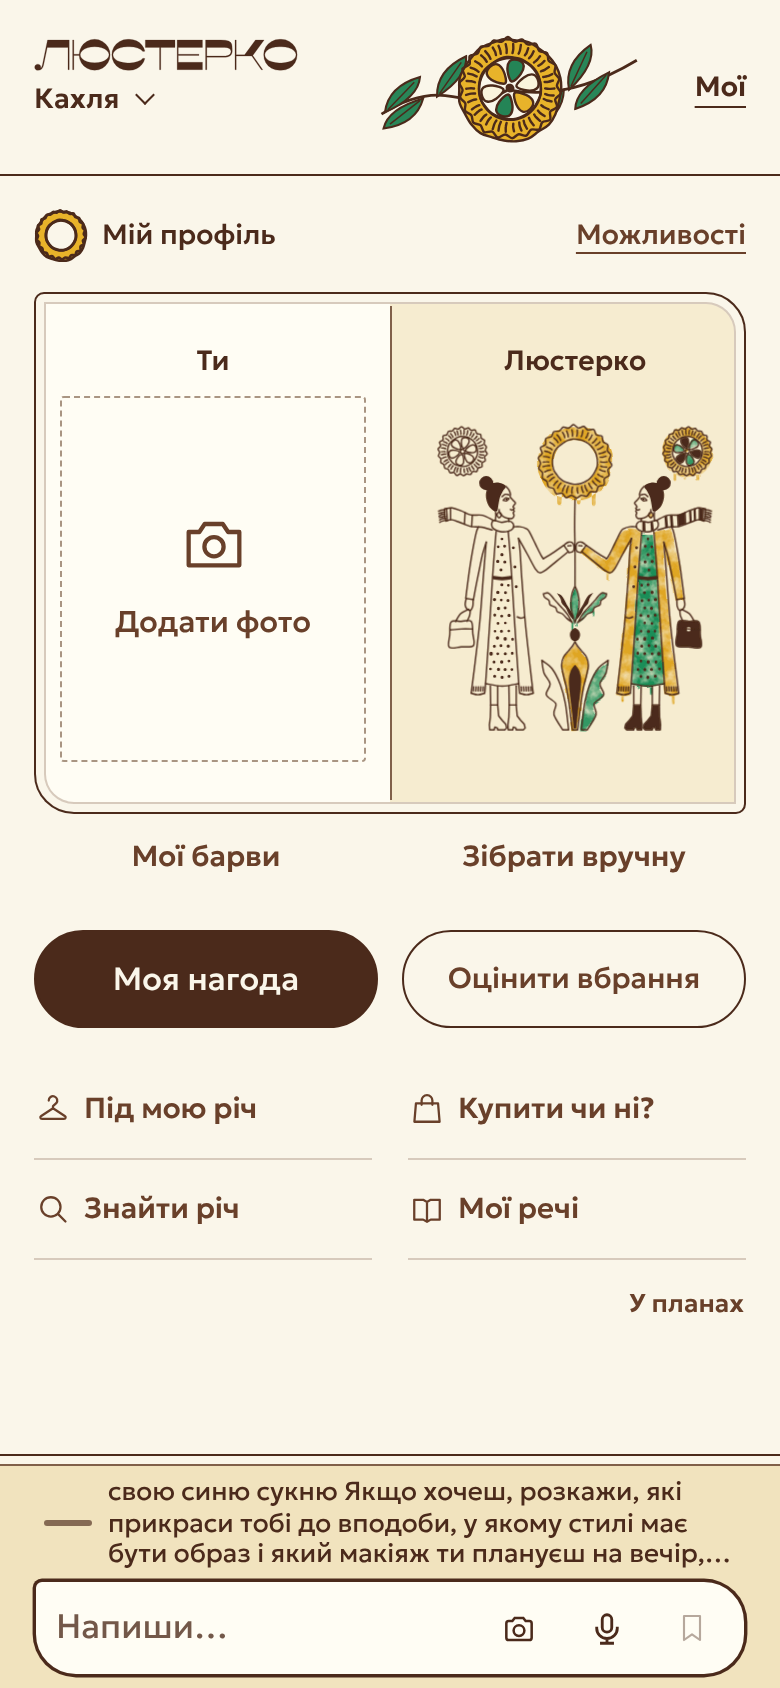 ЛЮСТЕРКО
Кахля
Мої
Мій профіль
Можливості
Ти
Люстерко
Додати фото
Мої барви
Зібрати вручну
Моя нагода
Оцінити вбрання
Під мою річ
Купити чи ні?
Знайти річ
Мої речі
У планах
свою синю сукню Якщо хочеш, розкажи, які
прикраси тобі до вподоби, у якому стилі має
бути образ і який макіяж ти плануєш на вечір,…
Напиши…